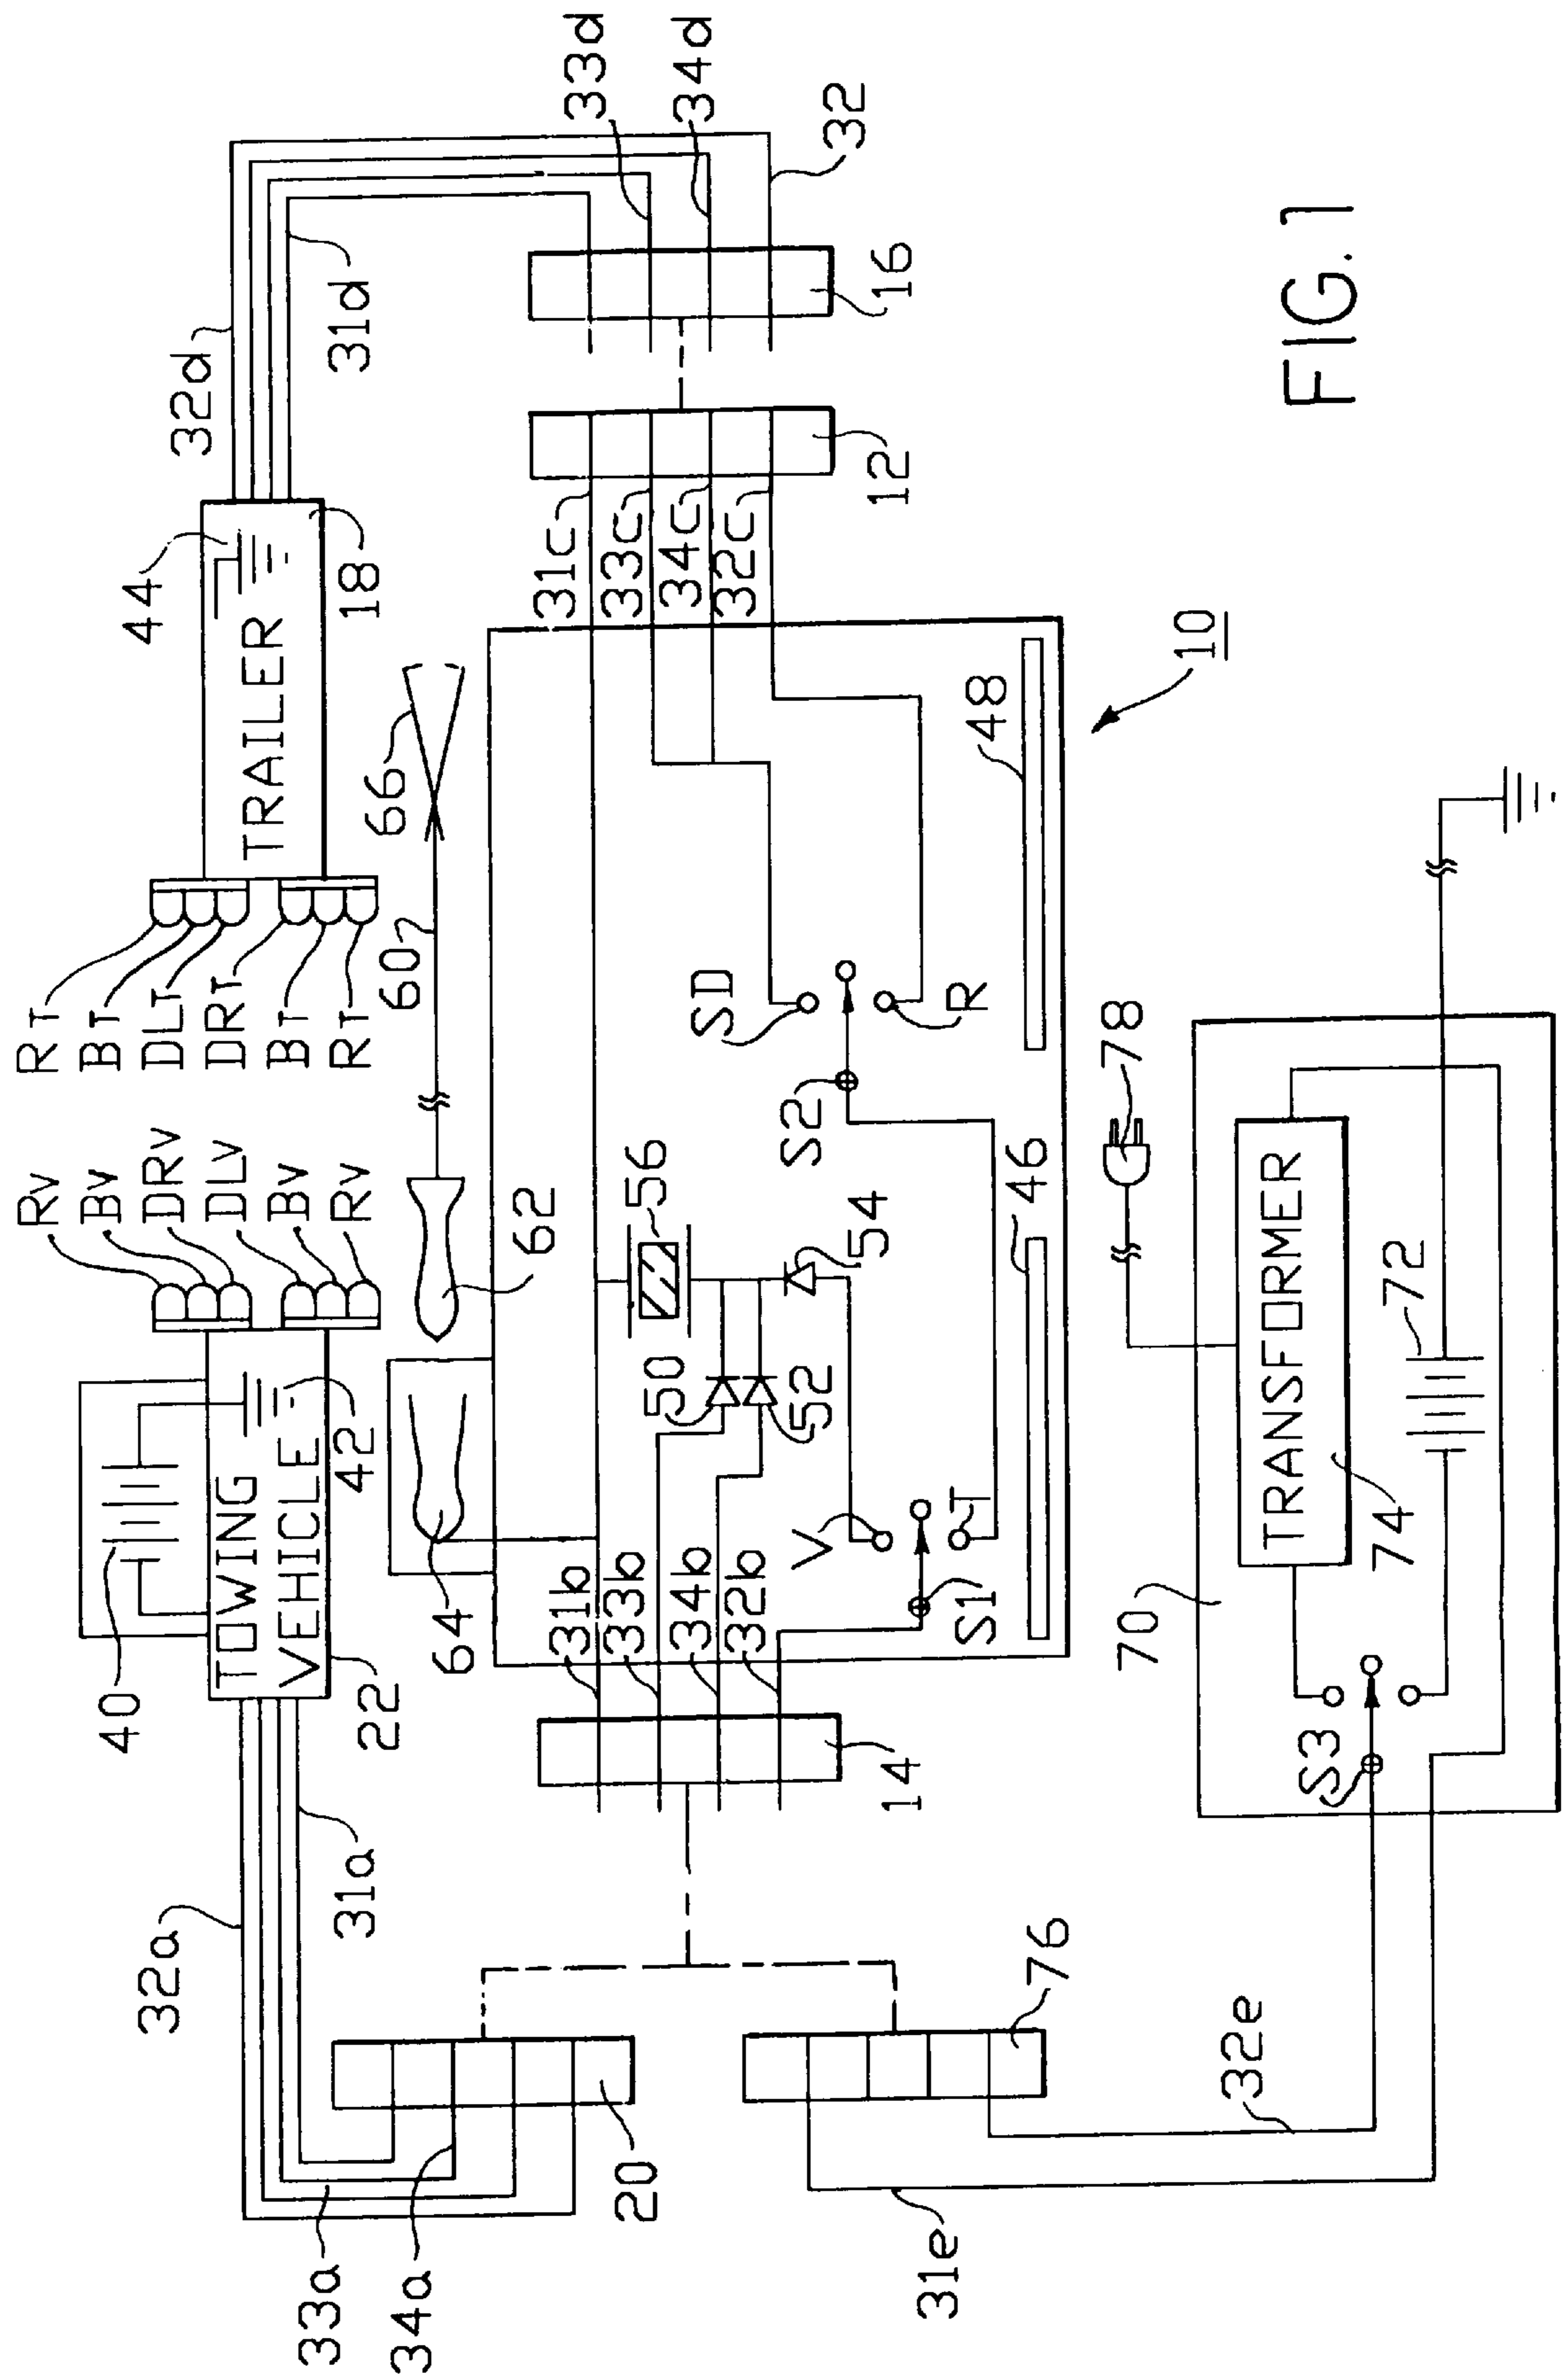 32a
33a
34a
31a
20
40
TOWING
VEHICLE
42
22
Rv
Bv
DRv
DLv
Bv
Rv
RT
BT
DLT
DRT
BT
RT
TRAILER
44
18
32d
31d
33d
34d
32
16
12
31c
33c
34c
32c
64
62
60
66
31b
33b
34b
32b
14
50
52
54
56
V
T
S1
46
S2
SD
R
48
10
76
31e
32e
70
S3
TRANSFORMER
74
72
78
FIG. 1